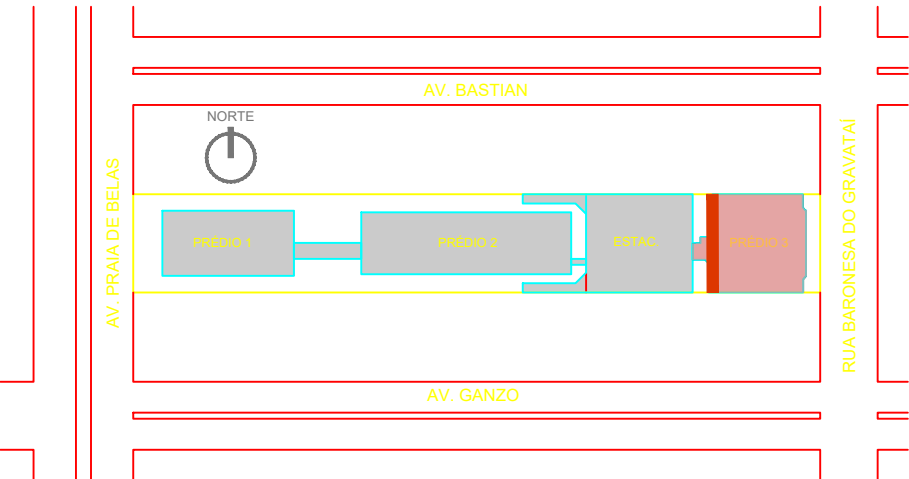 AV. BASTIAN
NORTE
AV. PRAIA DE BELAS
PRÉDIO 1
PRÉDIO 2
ESTAC.
PRÉDIO 3
RUA BARONESA DO GRAVATAÍ
AV. GANZO